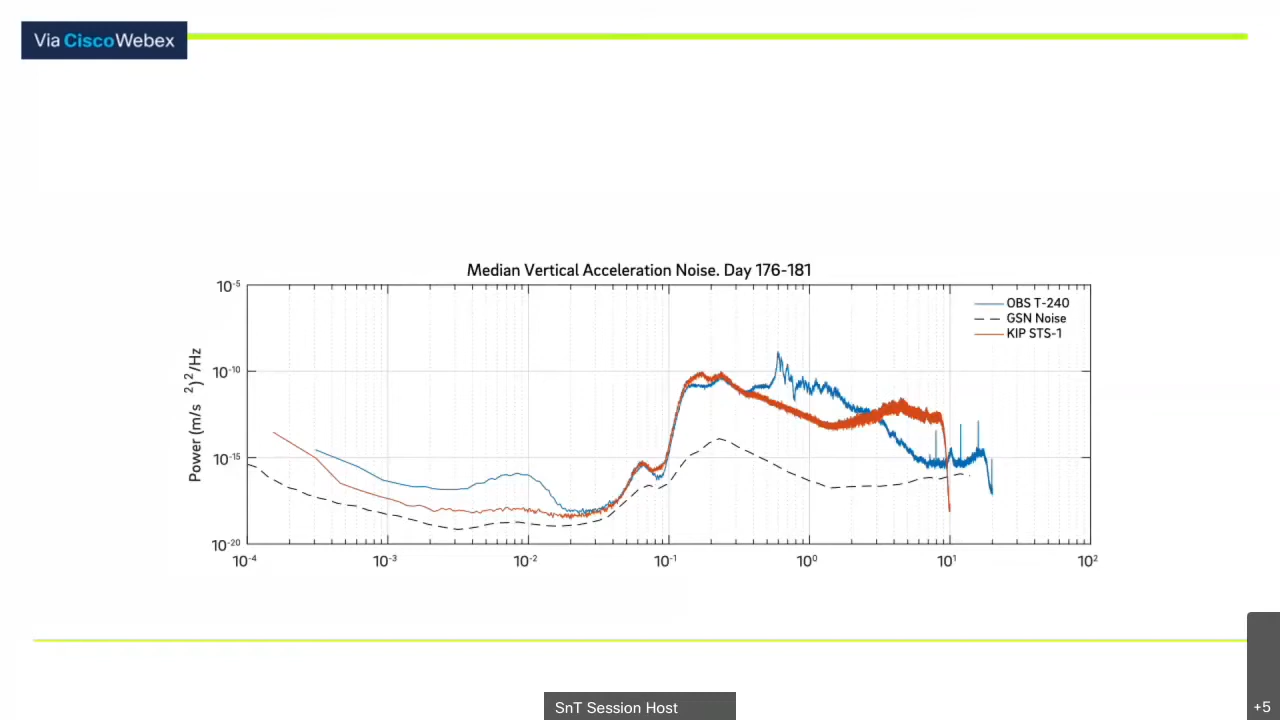 Via CiscoWebex
Median Vertical Acceleration Noise. Day 176-181
Power (m/s ²)²/Hz
10⁻⁵
10⁻¹⁰
10⁻¹⁵
10⁻²⁰
OBS T-240
GSN Noise
KIP STS-1
10⁻⁴ 10⁻³ 10⁻² 10⁻¹ 10⁰ 10¹ 10²
SnT Session Host
+5